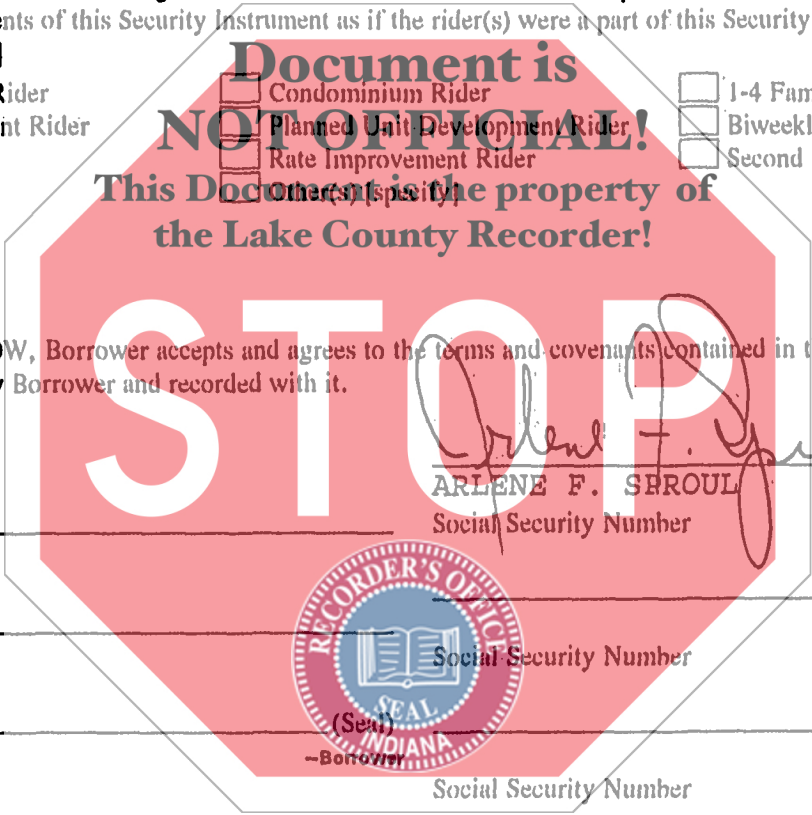 ents of this Security Instrument as if the rider(s) were a part of this Security
Document is
Rider
Condominium Rider
1-4 Fam
nt Rider
NOT OFFICIAL!
Planned Unit Development Rider
Biweekl
Rate Improvement Rider
Second
This Document is the property of
Other(s) [specify]
the Lake County Recorder!
STOP
OW, Borrower accepts and agrees to the terms and covenants contained in t
y Borrower and recorded with it.
Arlene F.
ARLENE F. SPROUL
Social Security Number
RECORDER'S OFFICE
Social Security Number
SEAL
(Seal)
INDIANA
-Borrower
Social Security Number